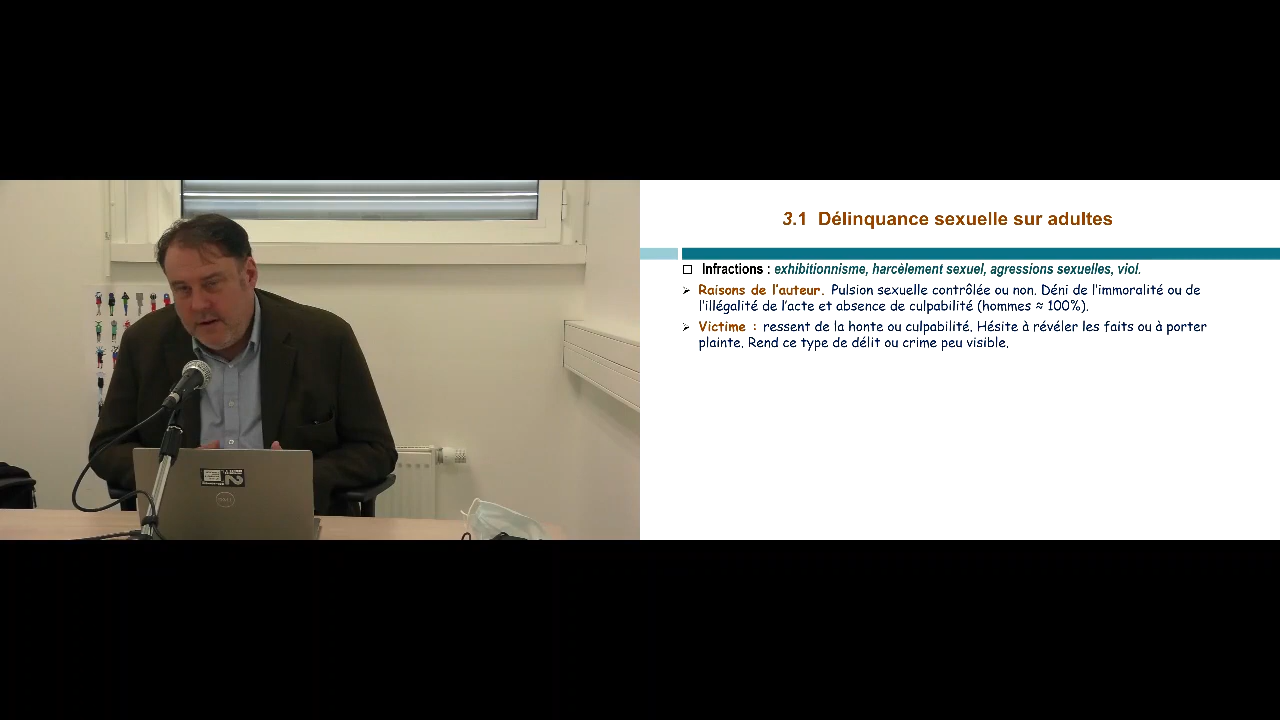 3.1 Délinquance sexuelle sur adultes
Infractions : exhibitionnisme, harcèlement sexuel, agressions sexuelles, viol.
Raisons de l'auteur. Pulsion sexuelle contrôlée ou non. Déni de l'immoralité ou de
l'illégalité de l'acte et absence de culpabilité (hommes ≈ 100%).
Victime : ressent de la honte ou culpabilité. Hésite à révéler les faits ou à porter
plainte. Rend ce type de délit ou crime peu visible.
DELL